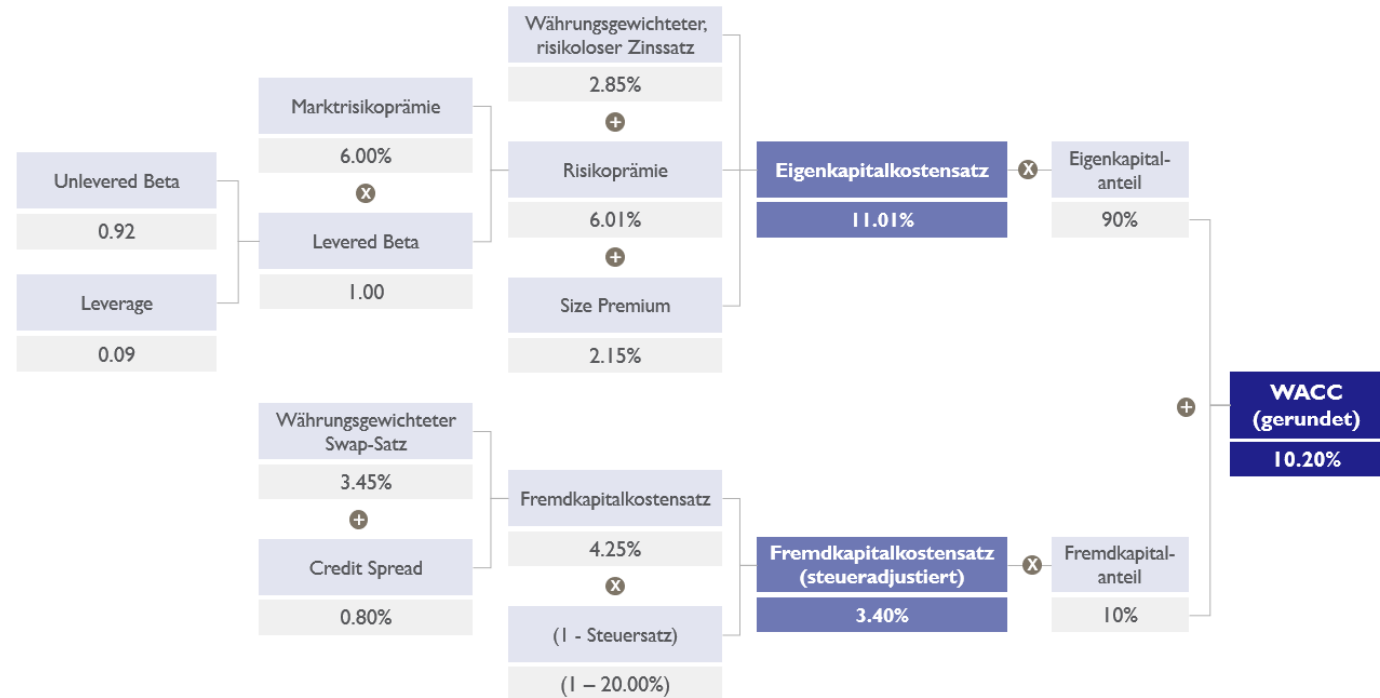 Unlevered Beta
0.92
Leverage
0.09
Marktrisikoprämie
6.00%
x
Levered Beta
1.00
Währungsgewichteter,
risikoloser Zinssatz
2.85%
+
Risikoprämie
6.01%
+
Size Premium
2.15%
Eigenkapitalkostensatz
11.01%
x
Eigenkapital-
anteil
90%
Währungsgewichteter
Swap-Satz
3.45%
+
Credit Spread
0.80%
Fremdkapitalkostensatz
4.25%
x
(1 - Steuersatz)
(1 – 20.00%)
Fremdkapitalkostensatz
(steueradjustiert)
3.40%
x
Fremdkapital-
anteil
10%
+
WACC
(gerundet)
10.20%